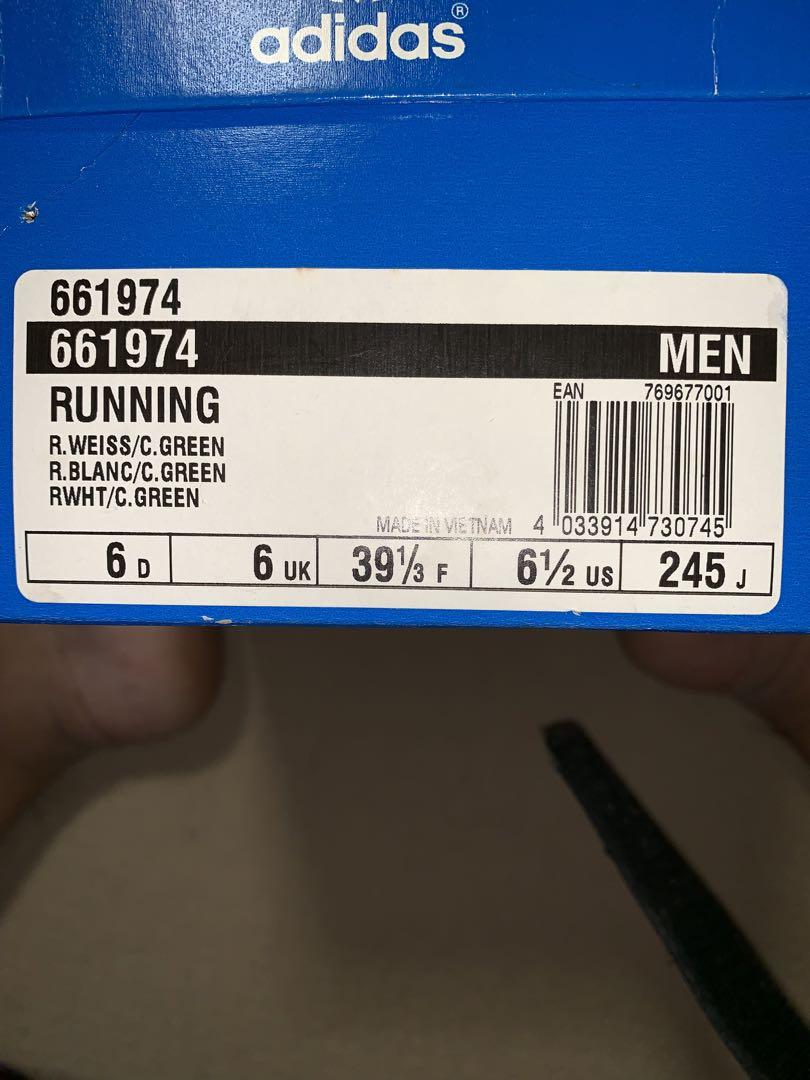 adidas®
661974
661974 MEN
RUNNING
EAN 769677001
R.WEISS/C.GREEN
R.BLANC/C.GREEN
RWHT/C.GREEN
MADE IN VIETNAM 4 033914 730745
6 D 6 UK 39⅓ F 6½ US 245 J